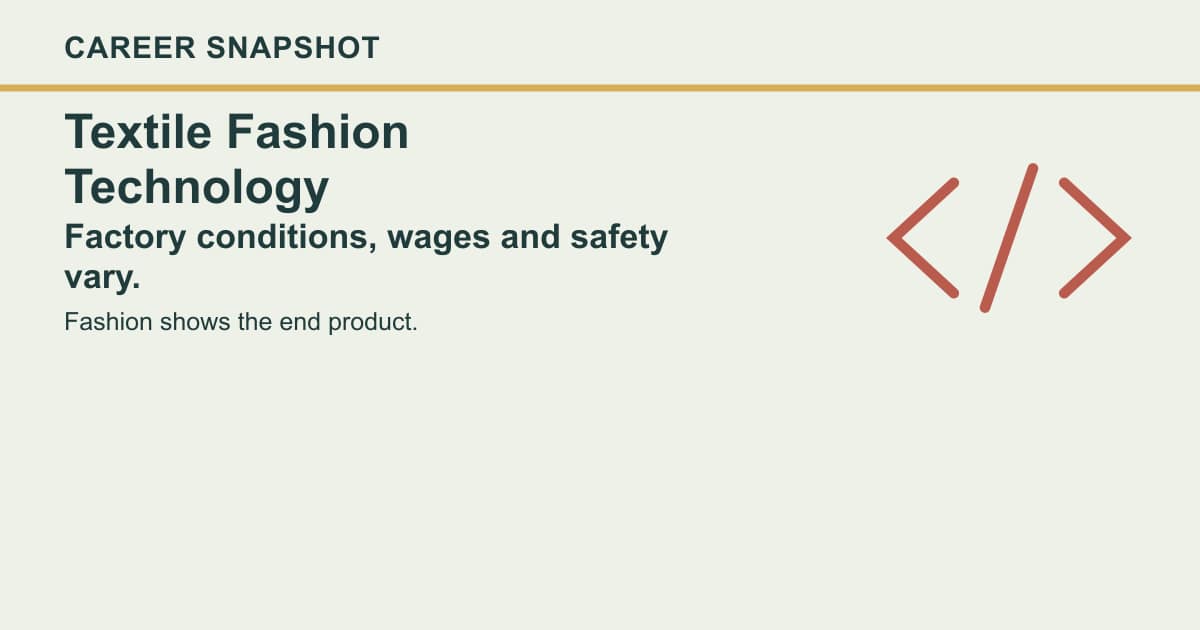 CAREER SNAPSHOT
Textile Fashion
Technology
Factory conditions, wages and safety
vary.
Fashion shows the end product.